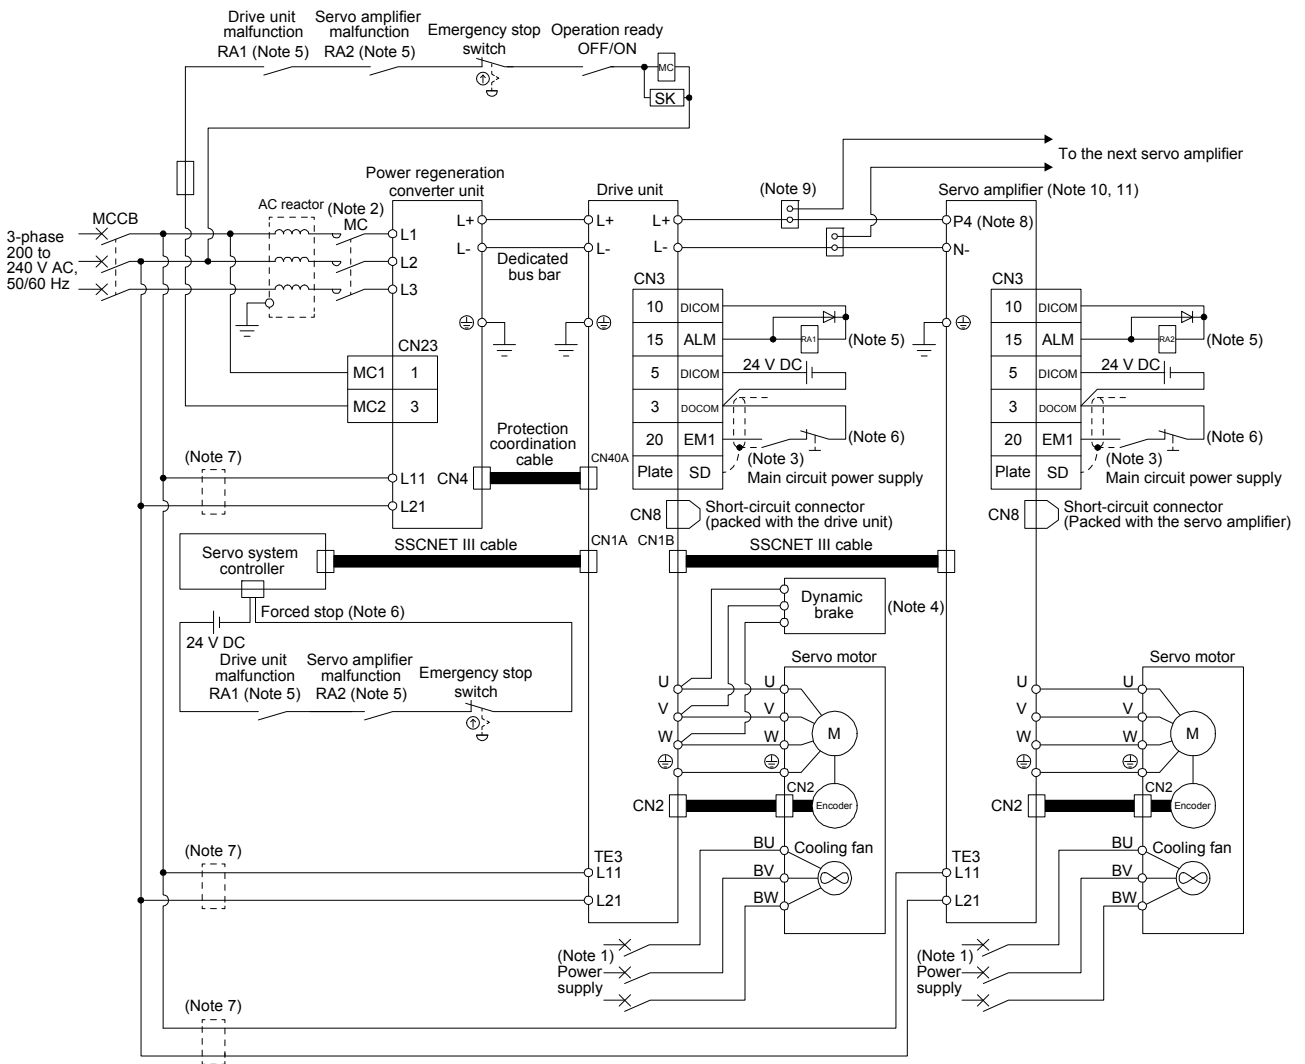 Drive unit
malfunction
RA1 (Note 5)
Servo amplifier
malfunction
RA2 (Note 5)
Emergency stop
switch
Operation ready
OFF/ON
MC
SK
To the next servo amplifier
Power regeneration
converter unit
Drive unit
(Note 9)
Servo amplifier (Note 10, 11)
MCCB
AC reactor
(Note 2)
MC
3-phase
200 to
240 V AC,
50/60 Hz
L1
L2
L3
L+
L-
Dedicated
bus bar
L+
L-
L+
L-
P4 (Note 8)
N-
CN23
MC1 1
MC2 3
CN3
10 DICOM
15 ALM
5 DICOM
3 DOCOM
20 EM1
Plate SD
RA1
(Note 5)
24 V DC
(Note 6)
(Note 3)
Main circuit power supply
CN3
10 DICOM
15 ALM
5 DICOM
3 DOCOM
20 EM1
Plate SD
RA2
(Note 5)
24 V DC
(Note 6)
(Note 3)
Main circuit power supply
Protection
coordination
cable
(Note 7)
L11
L21
CN4
CN40A
CN8
Short-circuit connector
(packed with the drive unit)
CN8
Short-circuit connector
(Packed with the servo amplifier)
Servo system
controller
SSCNET III cable
CN1A
CN1B
SSCNET III cable
Forced stop (Note 6)
24 V DC
Drive unit
malfunction
RA1 (Note 5)
Servo amplifier
malfunction
RA2 (Note 5)
Emergency stop
switch
Dynamic
brake
(Note 4)
Servo motor
U
V
W
U
V
W
M
CN2
CN2
Encoder
BU
BV
BW
Cooling fan
Servo motor
U
V
W
U
V
W
M
CN2
CN2
Encoder
BU
BV
BW
Cooling fan
(Note 7)
TE3
L11
L21
TE3
L11
L21
(Note 1)
Power
supply
(Note 1)
Power
supply
(Note 7)